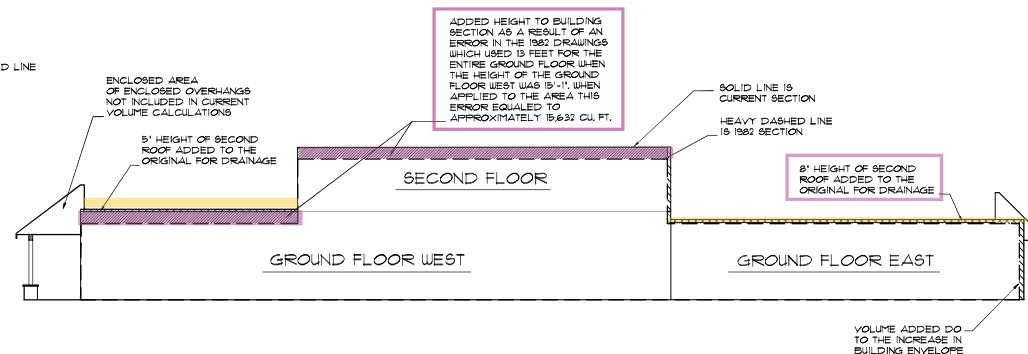 D LINE
ENCLOSED AREA
OF ENCLOSED OVERHANGS
NOT INCLUDED IN CURRENT
VOLUME CALCULATIONS
5" HEIGHT OF SECOND
ROOF ADDED TO THE
ORIGINAL FOR DRAINAGE
ADDED HEIGHT TO BUILDING
SECTION AS A RESULT OF AN
ERROR IN THE 1982 DRAWINGS
WHICH USED 13 FEET FOR THE
ENTIRE GROUND FLOOR WHEN
THE HEIGHT OF THE GROUND
FLOOR WEST WAS 15'-1". WHEN
APPLIED TO THE AREA THIS
ERROR EQUALED TO
APPROXIMATELY 15,632 CU. FT.
SOLID LINE IS
CURRENT SECTION
HEAVY DASHED LINE
IS 1982 SECTION
8" HEIGHT OF SECOND
ROOF ADDED TO THE
ORIGINAL FOR DRAINAGE
SECOND FLOOR
GROUND FLOOR WEST
GROUND FLOOR EAST
VOLUME ADDED DO
TO THE INCREASE IN
BUILDING ENVELOPE